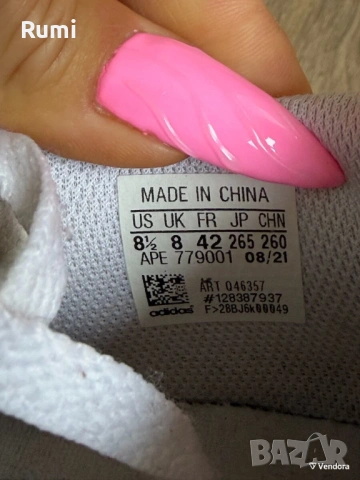 Rumi
MADE IN CHINA
US UK FR JP CHN
8½ 8 42 265 260
APE 779001 08/21
ART Q46357
#128387937
adidas F>28BJ6k00049
BAZAR
Vendora